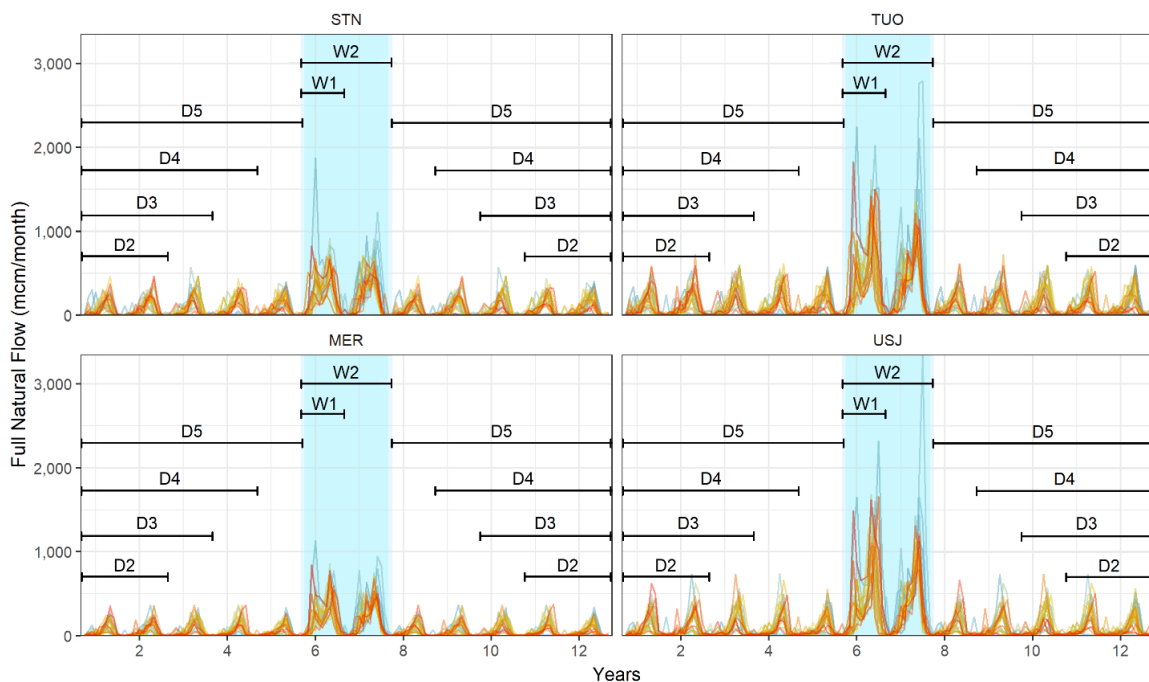 STN TUO
Full Natural Flow (mcm/month)
3,000 W2 W2
W1 W1
D5 D5 D5 D5
2,000
D4 D4 D4 D4
D3 D3 D3 D3
1,000
D2 D2 D2 D2
0
MER USJ
3,000 W2 W2
W1 W1
D5 D5 D5 D5
2,000
D4 D4 D4 D4
D3 D3 D3 D3
1,000
D2 D2 D2 D2
0
2 4 6 8 10 12 2 4 6 8 10 12
Years